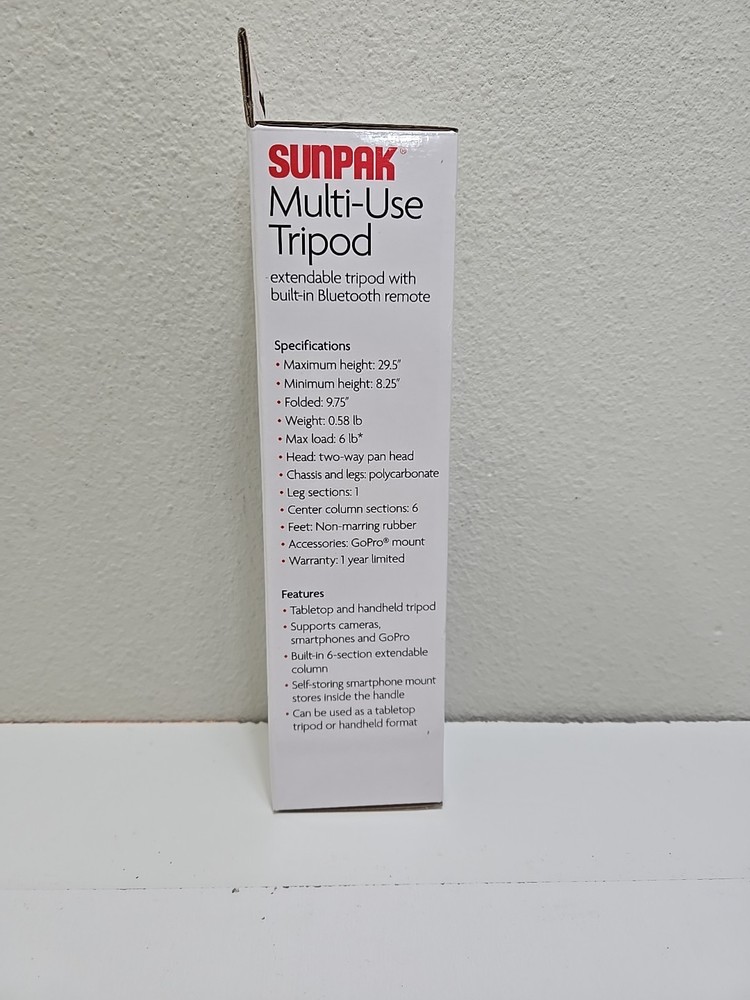 SUNPAK®
Multi-Use
Tripod
extendable tripod with
built-in Bluetooth remote
Specifications
• Maximum height: 29.5"
• Minimum height: 8.25"
• Folded: 9.75"
• Weight: 0.58 lb
• Max load: 6 lb*
• Head: two-way pan head
• Chassis and legs: polycarbonate
• Leg sections: 1
• Center column sections: 6
• Feet: Non-marring rubber
• Accessories: GoPro® mount
• Warranty: 1 year limited
Features
• Tabletop and handheld tripod
• Supports cameras,
smartphones and GoPro
• Built-in 6-section extendable
column
• Self-storing smartphone mount
stores inside the handle
• Can be used as a tabletop
tripod or handheld format